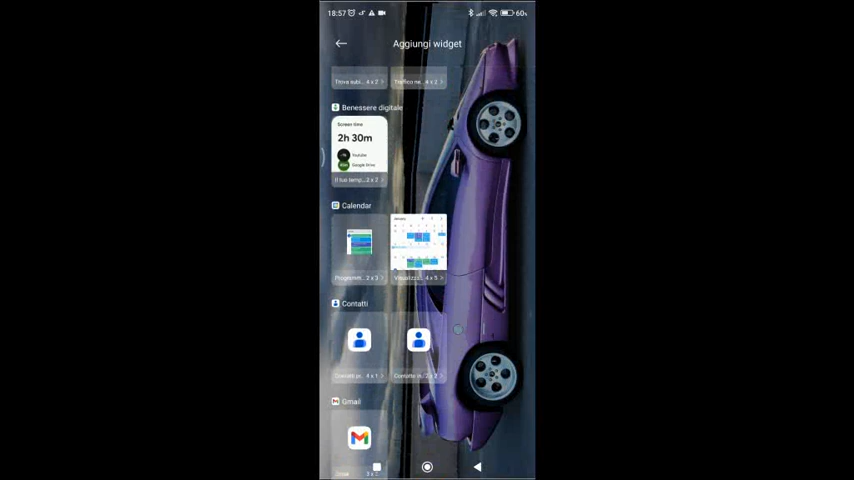 18:57
60%
Aggiungi widget
Trova subi... 4 x 2
Traffico ne... 4 x 2
Benessere digitale
Screen time
2h 30m
Youtube
Google Drive
Il tuo temp... 2 x 2
Calendar
January
Programm... 2 x 3
Visualizza... 4 x 5
Contatti
Contatti pr... 4 x 1
Contatto in... 2 x 2
Gmail